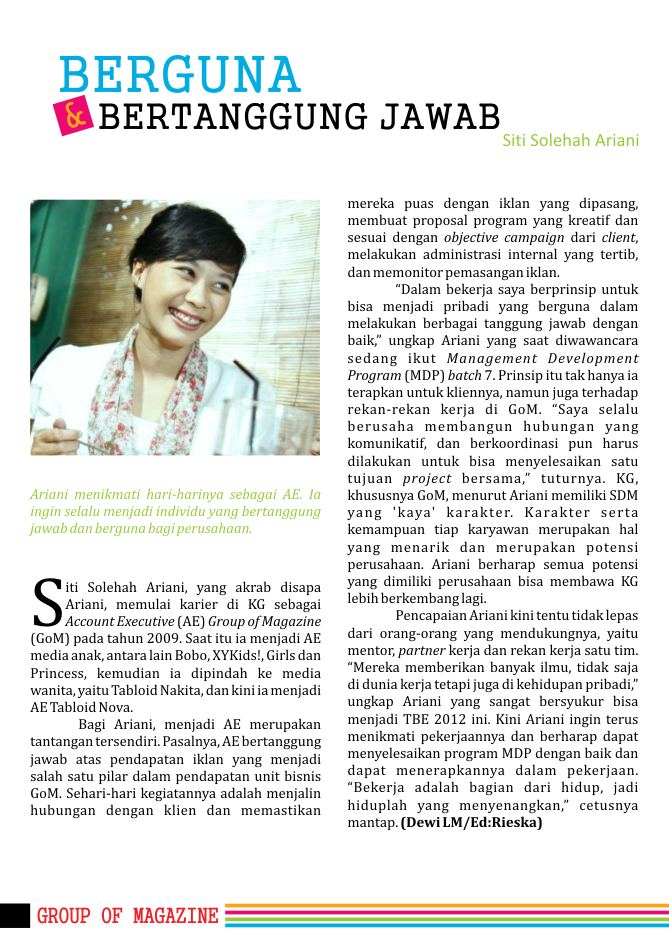 BERGUNA
& BERTANGGUNG JAWAB
Siti Solehah Ariani
Ariani menikmati hari-harinya sebagai AE. Ia
ingin selalu menjadi individu yang bertanggung
jawab dan berguna bagi perusahaan.
Siti Solehah Ariani, yang akrab disapa
Ariani, memulai karier di KG sebagai
Account Executive (AE) Group of Magazine
(GoM) pada tahun 2009. Saat itu ia menjadi AE
media anak, antara lain Bobo, XYKids!, Girls dan
Princess, kemudian ia dipindah ke media
wanita, yaitu Tabloid Nakita, dan kini ia menjadi
AE Tabloid Nova.
Bagi Ariani, menjadi AE merupakan
tantangan tersendiri. Pasalnya, AE bertanggung
jawab atas pendapatan iklan yang menjadi
salah satu pilar dalam pendapatan unit bisnis
GoM. Sehari-hari kegiatannya adalah menjalin
hubungan dengan klien dan memastikan
mereka puas dengan iklan yang dipasang,
membuat proposal program yang kreatif dan
sesuai dengan objective campaign dari client,
melakukan administrasi internal yang tertib,
dan memonitor pemasangan iklan.
“Dalam bekerja saya berprinsip untuk
bisa menjadi pribadi yang berguna dalam
melakukan berbagai tanggung jawab dengan
baik,” ungkap Ariani yang saat diwawancara
sedang ikut Management Development
Program (MDP) batch 7. Prinsip itu tak hanya ia
terapkan untuk kliennya, namun juga terhadap
rekan-rekan kerja di GoM. “Saya selalu
berusaha membangun hubungan yang
komunikatif, dan berkoordinasi pun harus
dilakukan untuk bisa menyelesaikan satu
tujuan project bersama,” tuturnya. KG,
khususnya GoM, menurut Ariani memiliki SDM
yang 'kaya' karakter. Karakter serta
kemampuan tiap karyawan merupakan hal
yang menarik dan merupakan potensi
perusahaan. Ariani berharap semua potensi
yang dimiliki perusahaan bisa membawa KG
lebih berkembang lagi.
Pencapaian Ariani kini tentu tidak lepas
dari orang-orang yang mendukungnya, yaitu
mentor, partner kerja dan rekan kerja satu tim.
“Mereka memberikan banyak ilmu, tidak saja
di dunia kerja tetapi juga di kehidupan pribadi,”
ungkap Ariani yang sangat bersyukur bisa
menjadi TBE 2012 ini. Kini Ariani ingin terus
menikmati pekerjaannya dan berharap dapat
menyelesaikan program MDP dengan baik dan
dapat menerapkannya dalam pekerjaan.
“Bekerja adalah bagian dari hidup, jadi
hiduplah yang menyenangkan,” cetusnya
mantap. (Dewi LM/Ed:Rieska)
GROUP OF MAGAZINE